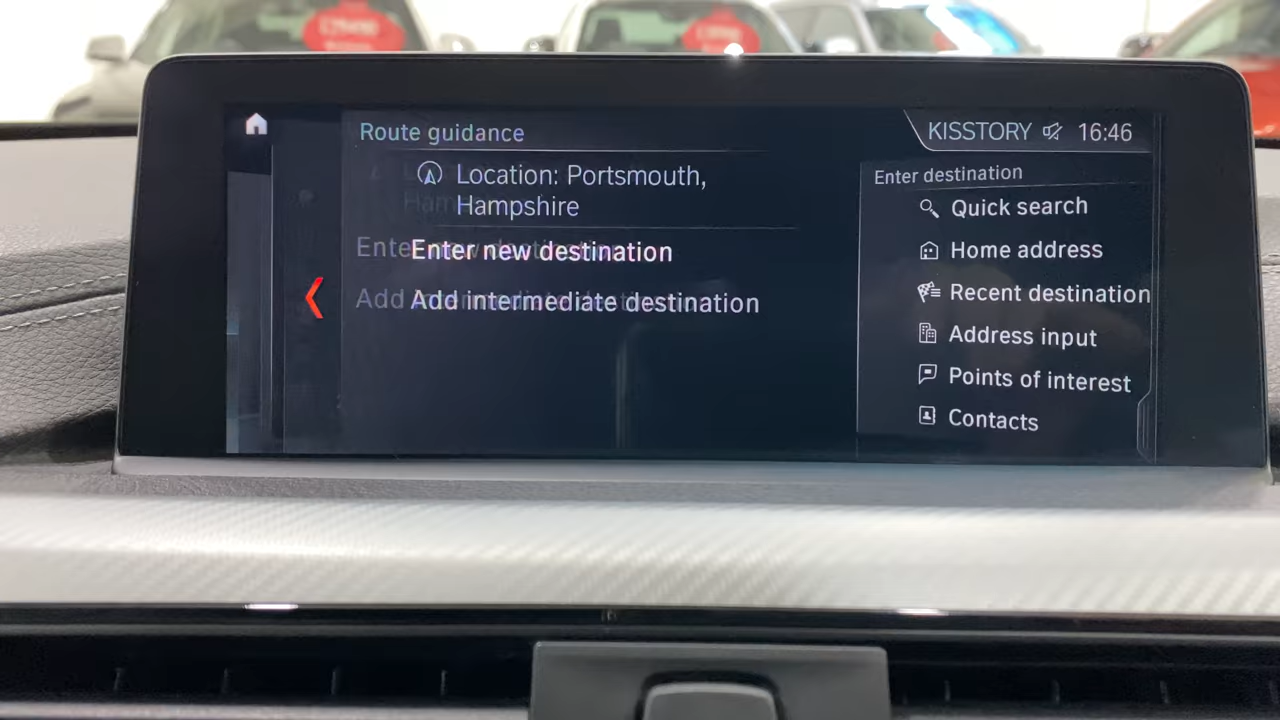 Route guidance
KISSTORY 16:46
Location: Portsmouth,
Hampshire
Enter new destination
Add intermediate destination
Enter destination
Quick search
Home address
Recent destination
Address input
Points of interest
Contacts